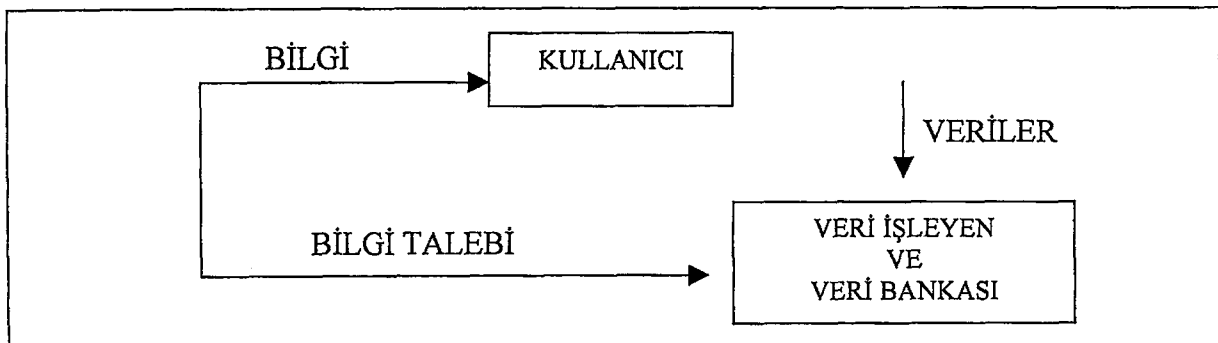 BİLGİ
KULLANICI
VERİLER
BİLGİ TALEBİ
VERİ İŞLEYEN
VE
VERİ BANKASI